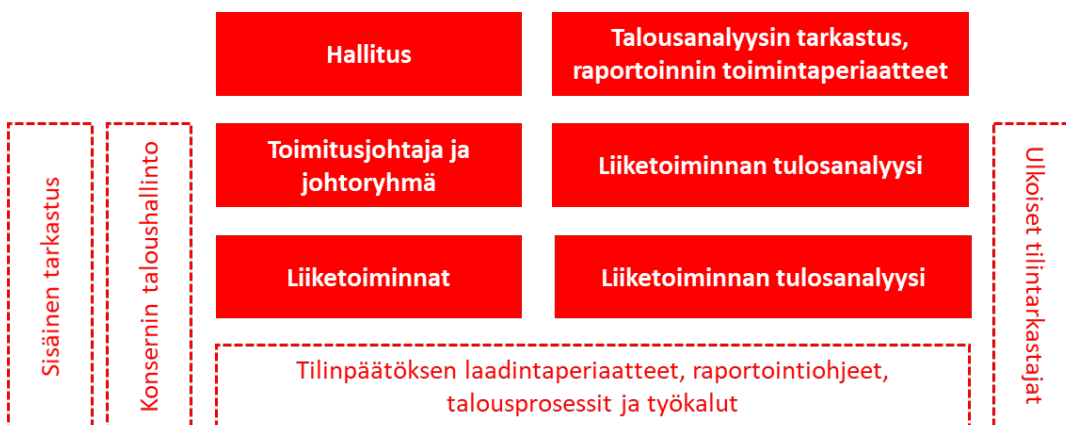 Hallitus
Talousanalyysin tarkastus,
raportoinnin toimintaperiaatteet
Sisäinen tarkastus
Konsernin taloushallinto
Toimitusjohtaja ja
johtoryhmä
Liiketoiminnan tulosanalyysi
Liiketoiminnat
Liiketoiminnan tulosanalyysi
Tilinpäätöksen laadintaperiaatteet, raportointiohjeet,
talousprosessit ja työkalut
Ulkoiset tilintarkastajat